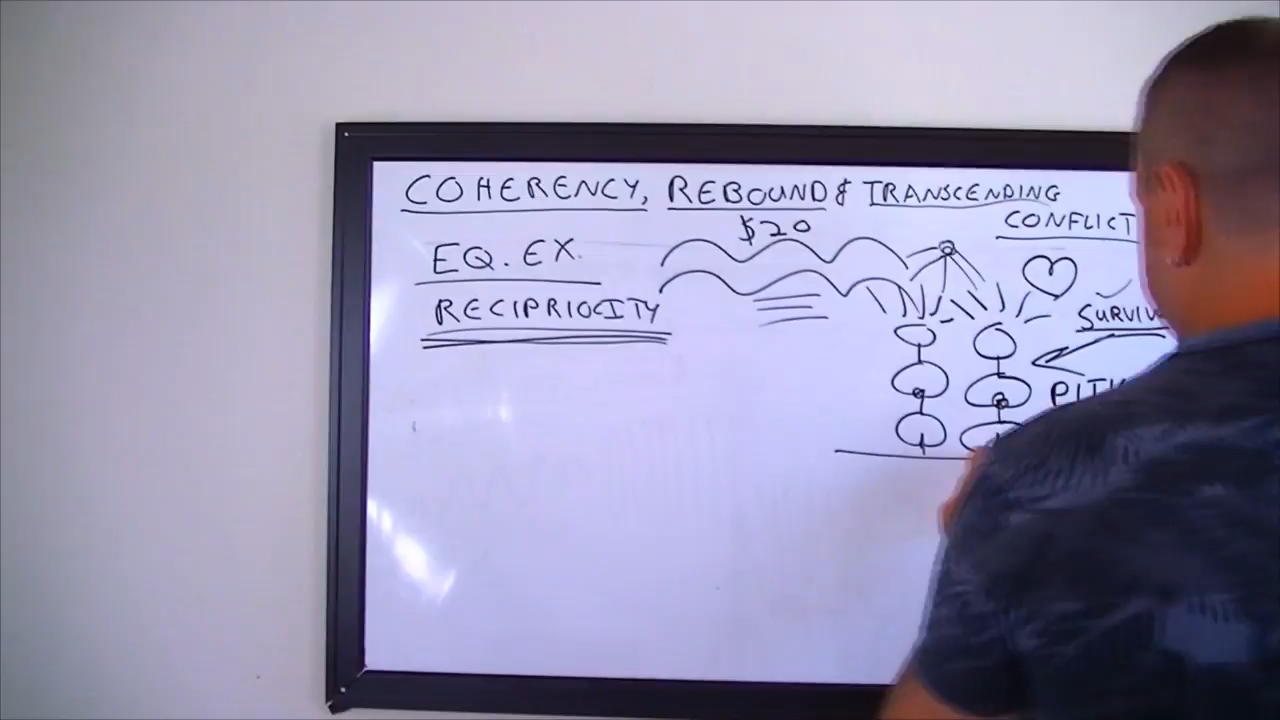 COHERENCY, REBOUND & TRANSCENDING
CONFLICT
$20
EQ. EX.
RECIPRIOCITY